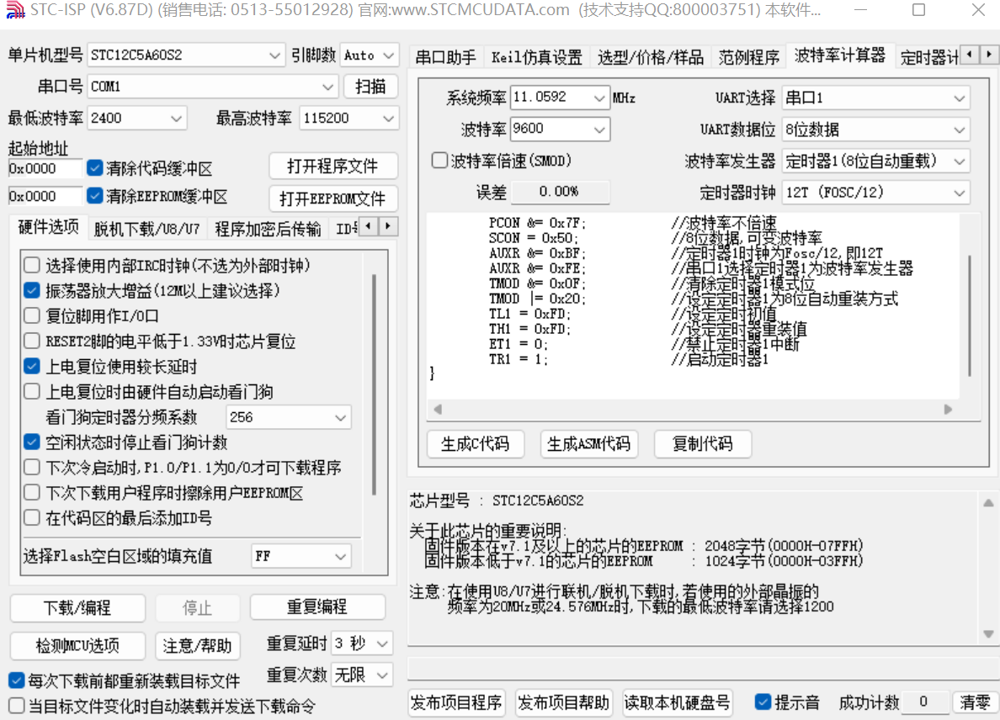 STC-ISP (V6.87D) (销售电话: 0513-55012928) 官网:www.STCMCUDATA.com (技术支持QQ:800003751) 本软件...
单片机型号 STC12C5A60S2 引脚数 Auto
串口号 COM1 扫描
最低波特率 2400 最高波特率 115200
起始地址
0x0000 清除代码缓冲区 打开程序文件
0x0000 清除EEPROM缓冲区 打开EEPROM文件
硬件选项 脱机下载/U8/U7 程序加密后传输
选择使用内部IRC时钟(不选为外部时钟)
振荡器放大增益(12M以上建议选择)
复位脚用作I/O口
RESET2脚的电平低于1.33V时芯片复位
上电复位使用较长延时
上电复位时由硬件自动启动看门狗
看门狗定时器分频系数 256
空闲状态时停止看门狗计数
下次冷启动时,P1.0/P1.1为0/0才可下载程序
下次下载用户程序时擦除用户EEPROM区
在代码区的最后添加ID号
选择Flash空白区域的填充值 FF
下载/编程 停止 重复编程
检测MCU选项 注意/帮助 重复延时 3 秒
重复次数 无限
每次下载前都重新装载目标文件
当目标文件变化时自动装载并发送下载命令
串口助手 Keil仿真设置 选型/价格/样品 范例程序 波特率计算器 定时器计
系统频率 11.0592 MHz UART选择 串口1
波特率 9600 UART数据位 8位数据
波特率倍速(SMOD) 波特率发生器 定时器1(8位自动重载)
误差 0.00% 定时器时钟 12T (FOSC/12)
PCON &= 0x7F; //波特率不倍速
SCON = 0x50; //8位数据,可变波特率
AUXR &= 0xBF; //定时器1时钟为Fosc/12,即12T
AUXR &= 0xFE; //串口1选择定时器1为波特率发生器
TMOD &= 0x0F; //清除定时器1模式位
TMOD |= 0x20; //设定定时器1为8位自动重装方式
TL1 = 0xFD; //设定定时初值
TH1 = 0xFD; //设定定时器重装值
ET1 = 0; //禁止定时器1中断
TR1 = 1; //启动定时器1
}
生成C代码 生成ASM代码 复制代码
芯片型号 : STC12C5A60S2
关于此芯片的重要说明:
固件版本在v7.1及以上的芯片的EEPROM : 2048字节(0000H-07FFH)
固件版本低于v7.1的芯片的EEPROM : 1024字节(0000H-03FFH)
注意:在使用U8/U7进行联机/脱机下载时,若使用的外部晶振的
频率为20MHz或24.576MHz时,下载的最低波特率请选择1200
发布项目程序 发布项目帮助 读取本机硬盘号 提示音 成功计数 0 清零